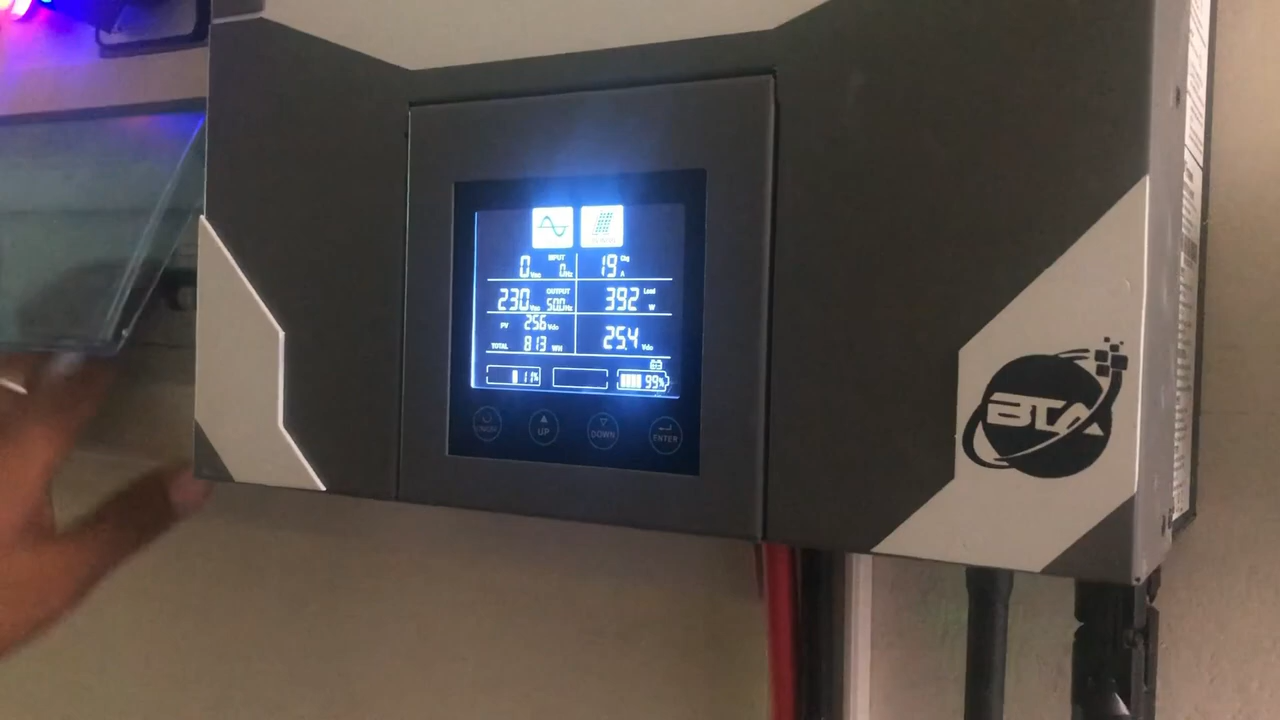 INPUT
0 Vac 0 Hz 19 Chg A
OUTPUT
230 Vac 50.0 Hz 392 Load W
PV 256 Vdc
TOTAL 813 WH 25.4 Vdc
11% 99%
UP DOWN ENTER
BTA